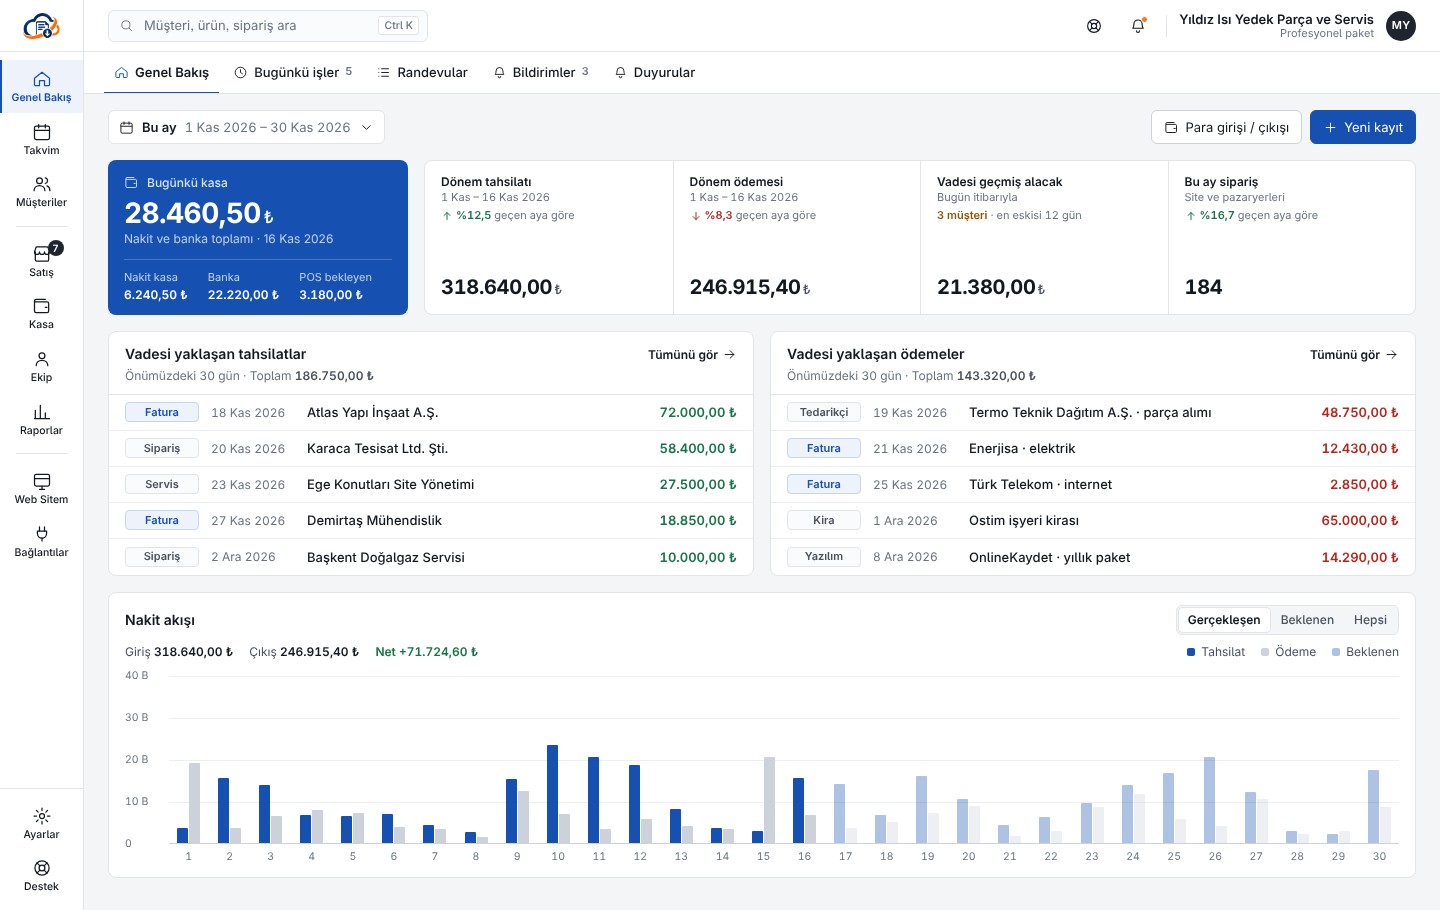 Müşteri, ürün, sipariş ara
Ctrl K
Yıldız Isı Yedek Parça ve Servis
Profesyonel paket
MY
Genel Bakış
Takvim
Müşteriler
7
Satış
Kasa
Ekip
Raporlar
Web Sitem
Bağlantılar
Ayarlar
Destek
Genel Bakış
Bugünkü işler 5
Randevular
Bildirimler 3
Duyurular
Bu ay 1 Kas 2026 – 30 Kas 2026
Para girişi / çıkışı
Yeni kayıt
Bugünkü kasa
28.460,50 ₺
Nakit ve banka toplamı · 16 Kas 2026
Nakit kasa Banka POS bekleyen
6.240,50 ₺ 22.220,00 ₺ 3.180,00 ₺
Dönem tahsilatı
1 Kas – 16 Kas 2026
↑ %12,5 geçen aya göre
318.640,00 ₺
Dönem ödemesi
1 Kas – 16 Kas 2026
↓ %8,3 geçen aya göre
246.915,40 ₺
Vadesi geçmiş alacak
Bugün itibarıyla
3 müşteri · en eskisi 12 gün
21.380,00 ₺
Bu ay sipariş
Site ve pazaryerleri
↑ %16,7 geçen aya göre
184
Vadesi yaklaşan tahsilatlar
Tümünü gör →
Önümüzdeki 30 gün · Toplam 186.750,00 ₺
Fatura 18 Kas 2026 Atlas Yapı İnşaat A.Ş. 72.000,00 ₺
Sipariş 20 Kas 2026 Karaca Tesisat Ltd. Şti. 58.400,00 ₺
Servis 23 Kas 2026 Ege Konutları Site Yönetimi 27.500,00 ₺
Fatura 27 Kas 2026 Demirtaş Mühendislik 18.850,00 ₺
Sipariş 2 Ara 2026 Başkent Doğalgaz Servisi 10.000,00 ₺
Vadesi yaklaşan ödemeler
Tümünü gör →
Önümüzdeki 30 gün · Toplam 143.320,00 ₺
Tedarikçi 19 Kas 2026 Termo Teknik Dağıtım A.Ş. · parça alımı 48.750,00 ₺
Fatura 21 Kas 2026 Enerjisa · elektrik 12.430,00 ₺
Fatura 25 Kas 2026 Türk Telekom · internet 2.850,00 ₺
Kira 1 Ara 2026 Ostim işyeri kirası 65.000,00 ₺
Yazılım 8 Ara 2026 OnlineKaydet · yıllık paket 14.290,00 ₺
Nakit akışı
Gerçekleşen Beklenen Hepsi
Giriş 318.640,00 ₺ Çıkış 246.915,40 ₺ Net +71.724,60 ₺
Tahsilat Ödeme Beklenen
40 B
30 B
20 B
10 B
0
1 2 3 4 5 6 7 8 9 10 11 12 13 14 15 16 17 18 19 20 21 22 23 24 25 26 27 28 29 30